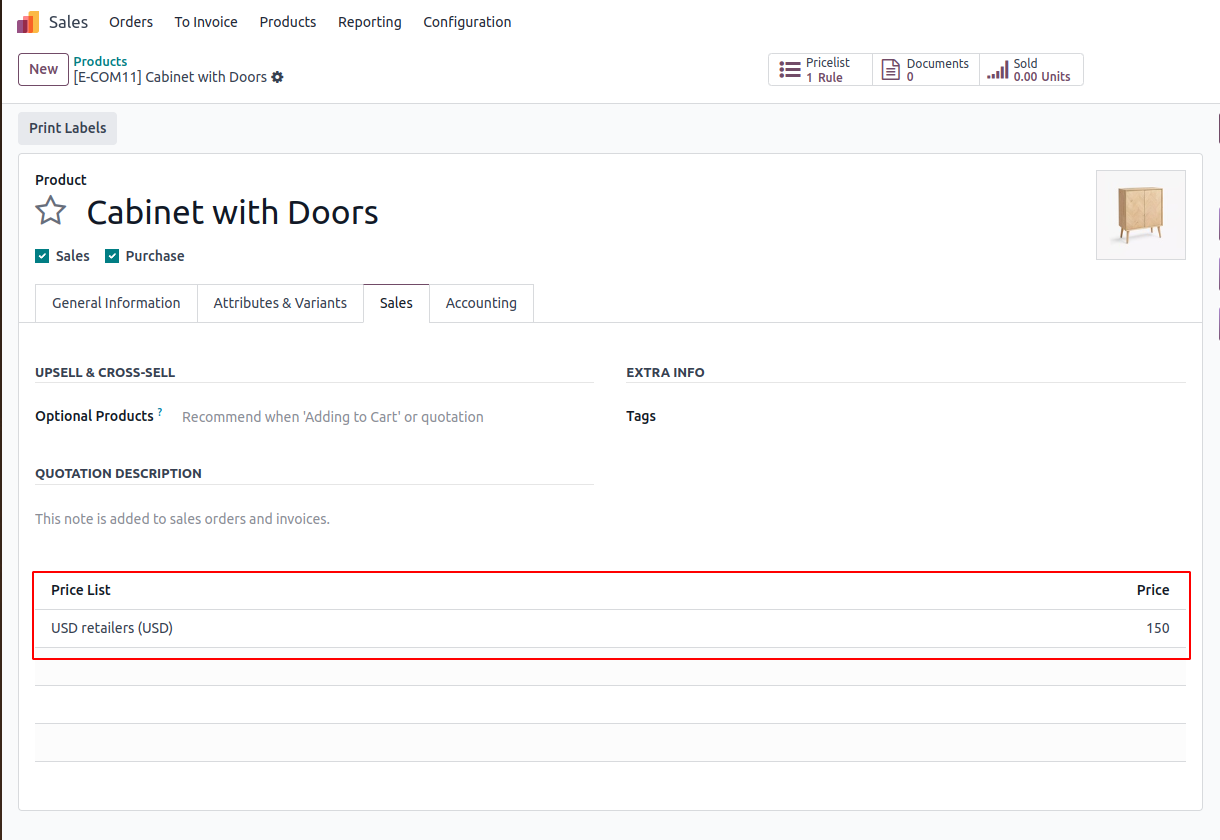 Sales Orders To Invoice Products Reporting Configuration
New
Products
[E-COM11] Cabinet with Doors
Pricelist
1 Rule
Documents
0
Sold
0.00 Units
Print Labels
Product
Cabinet with Doors
Sales Purchase
General Information Attributes & Variants Sales Accounting
UPSELL & CROSS-SELL
Optional Products ? Recommend when 'Adding to Cart' or quotation
EXTRA INFO
Tags
QUOTATION DESCRIPTION
This note is added to sales orders and invoices.
Price List Price
USD retailers (USD) 150